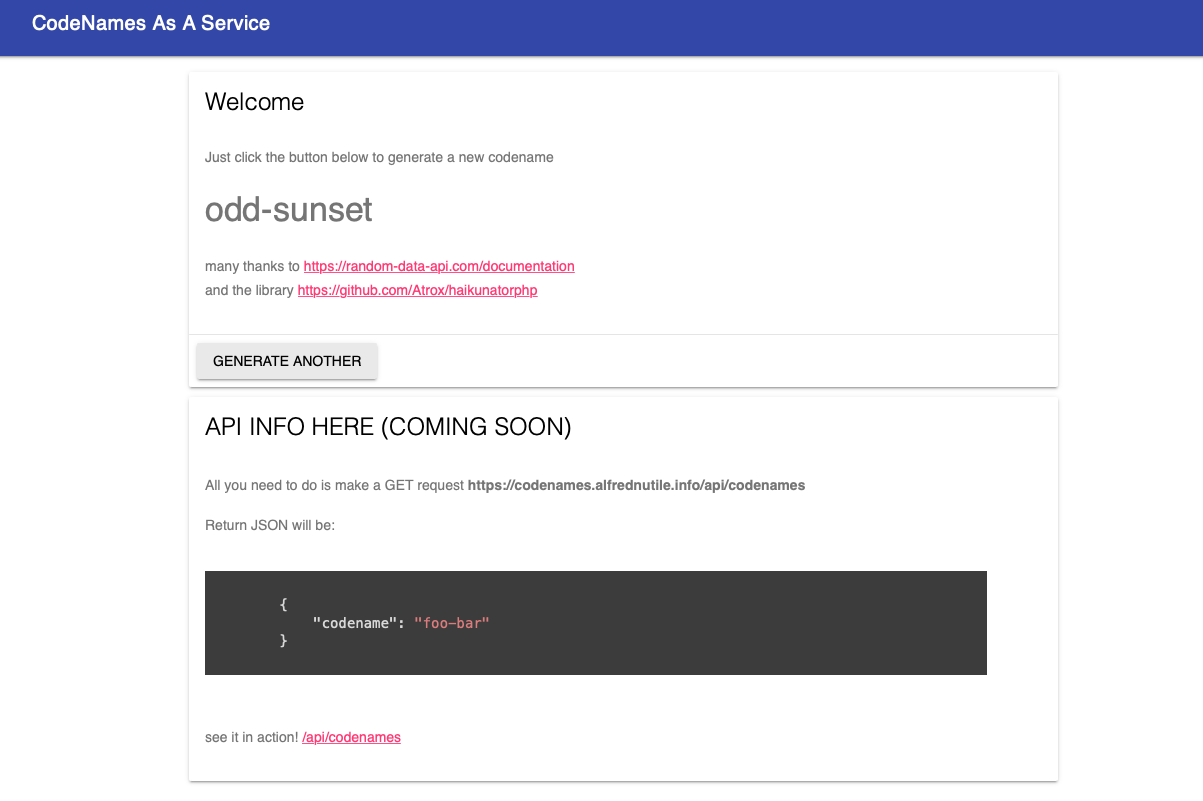 CodeNames As A Service
Welcome
Just click the button below to generate a new codename
odd-sunset
many thanks to https://random-data-api.com/documentation
and the library https://github.com/Atrox/haikunatorphp
GENERATE ANOTHER
API INFO HERE (COMING SOON)
All you need to do is make a GET request https://codenames.alfrednutile.info/api/codenames
Return JSON will be:
{
"codename": "foo-bar"
}
see it in action! /api/codenames